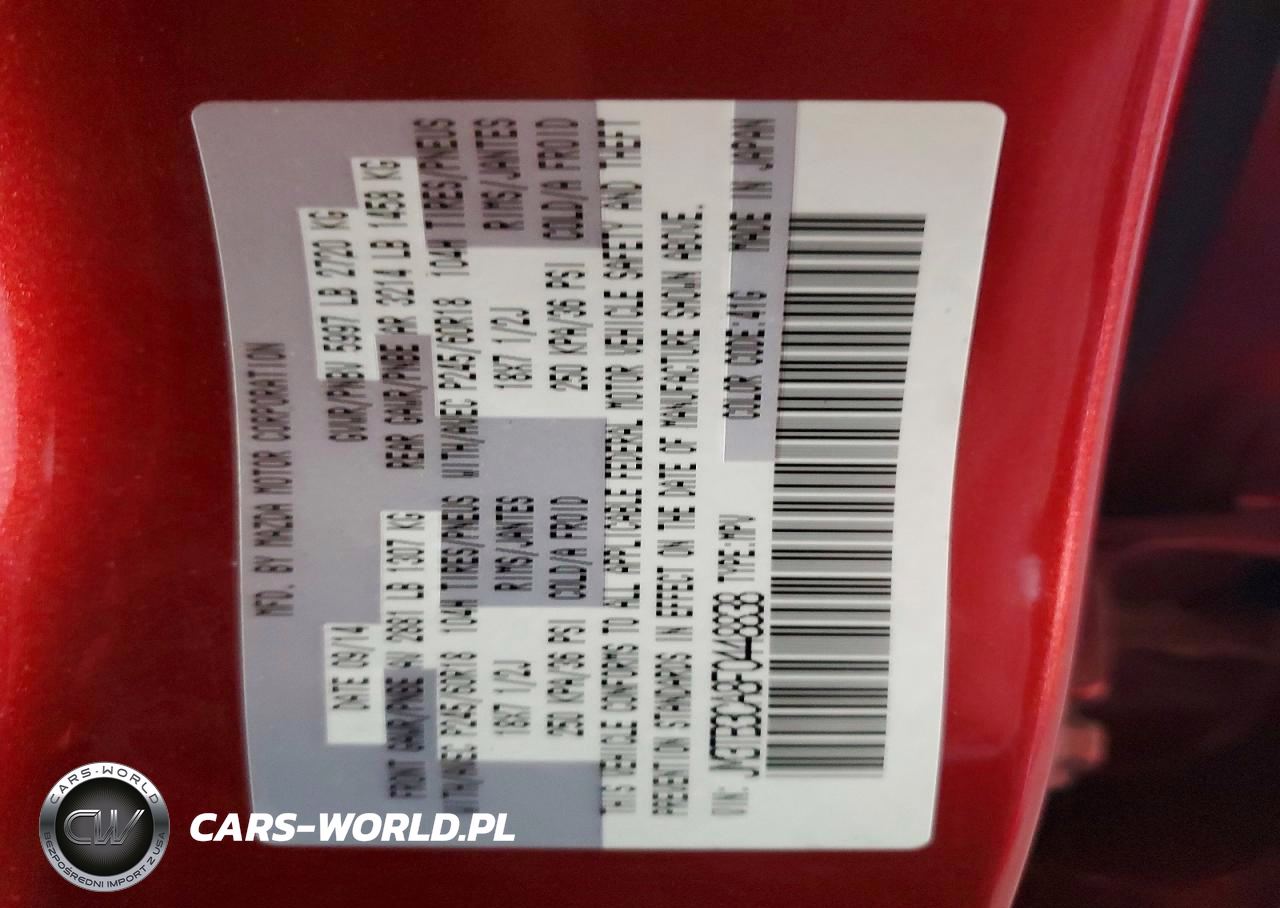 MFD. BY MAZDA MOTOR CORPORATION
DATE 09/14 GVWR/PNBV 5997 LB 2720 KG
FRONT GAWR/PNBE AV 2881 LB 1307 KG REAR GAWR/PNBE AR 3214 LB 1458 KG
WITH/AVEC P245/60R18 104H TIRES/PNEUS WITH/AVEC P245/60R18 104H TIRES/PNEUS
18X7 1/2J RIMS/JANTES 18X7 1/2J RIMS/JANTES
250 KPA/36 PSI COLD/A FROID 250 KPA/36 PSI COLD/A FROID
THIS VEHICLE CONFORMS TO ALL APPLICABLE FEDERAL MOTOR VEHICLE SAFETY AND THEFT
PREVENTION STANDARDS IN EFFECT ON THE DATE OF MANUFACTURE SHOWN ABOVE.
VIN: JM3TB3CA8F0448838 TYPE:MPV COLOR CODE:41G MADE IN JAPAN
CARS-WORLD
CW
BEZPOŚREDNI IMPORT Z USA
CARS-WORLD.PL